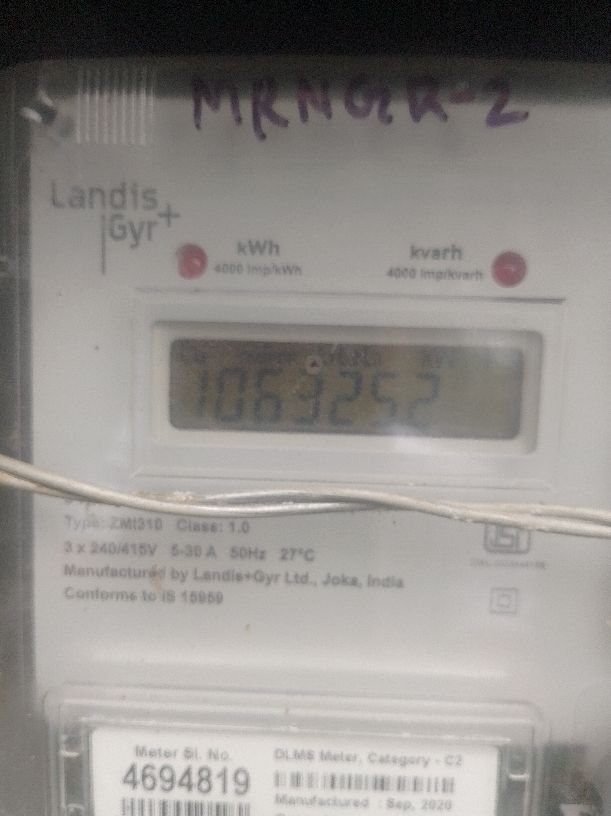 MRNGR-2
Landis
Gyr+
kWh
4000 imp/kWh
kvarh
4000 imp/kvarh
1069252
Type: ZMI310 Class: 1.0
3 x 240/415V 5-30 A 50Hz 27°C
Manufactured by Landis+Gyr Ltd., Joka, India
Conforms to IS 15959
ISI
Meter Sl. No.
4694819
DLMS Meter, Category - C2
Manufactured : Sep, 2020